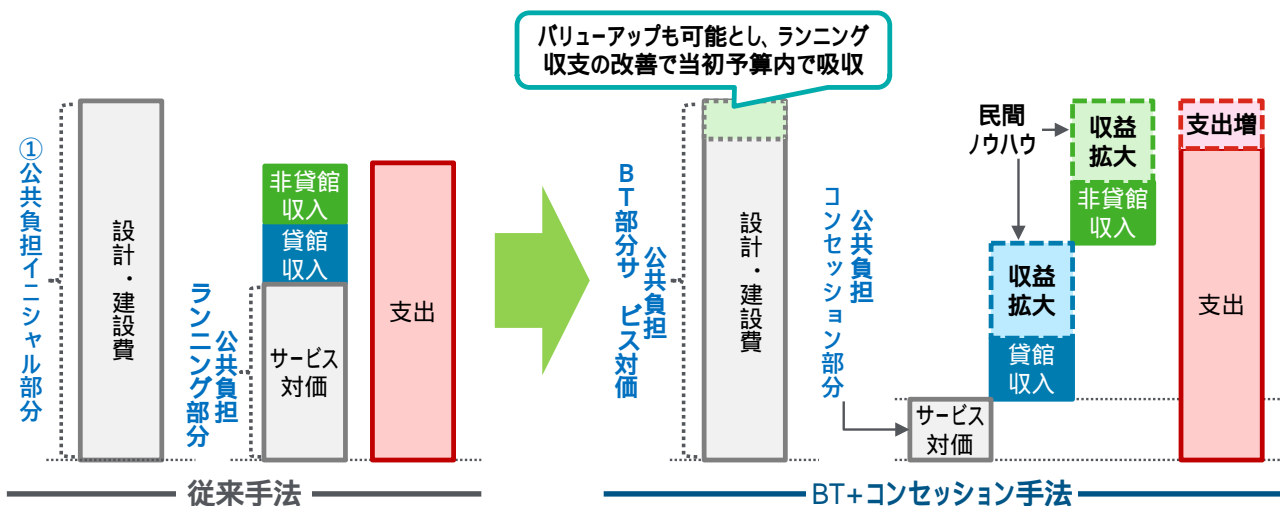 バリューアップも可能とし、ランニング
収支の改善で当初予算内で吸収
①公共負担イニシャル部分
設計・建設費
公共負担
ランニング部分
非貸館
収入
貸館
収入
サービス
対価
支出
従来手法
公共負担
BT部分サ ビス対価
設計・建設費
公共負担
コンセッション部分
サービス
対価
民間
ノウハウ
収益
拡大
貸館
収入
収益
拡大
非貸館
収入
支出増
支出
BT+コンセッション手法